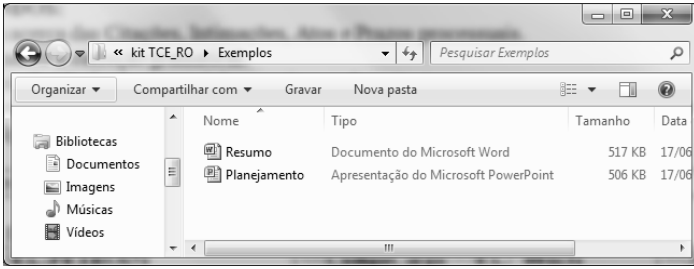 « kit TCE_RO ▸ Exemplos
Pesquisar Exemplos
Organizar ▾ Compartilhar com ▾ Gravar Nova pasta
Bibliotecas
Documentos
Imagens
Músicas
Vídeos
Nome Tipo Tamanho Data
Resumo Documento do Microsoft Word 517 KB 17/06
Planejamento Apresentação do Microsoft PowerPoint 506 KB 17/06